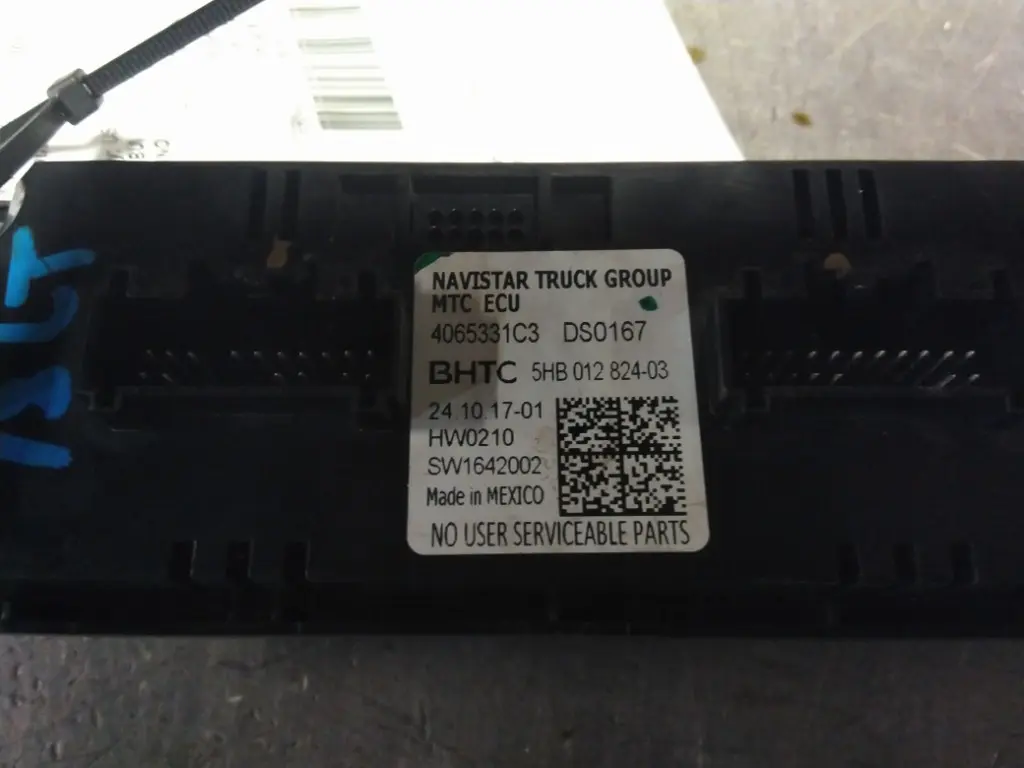 NAVISTAR TRUCK GROUP
MTC ECU
4065331C3 DS0167
BHTC 5HB 012 824-03
24.10.17-01
HW0210
SW1642002
Made in MEXICO
NO USER SERVICEABLE PARTS